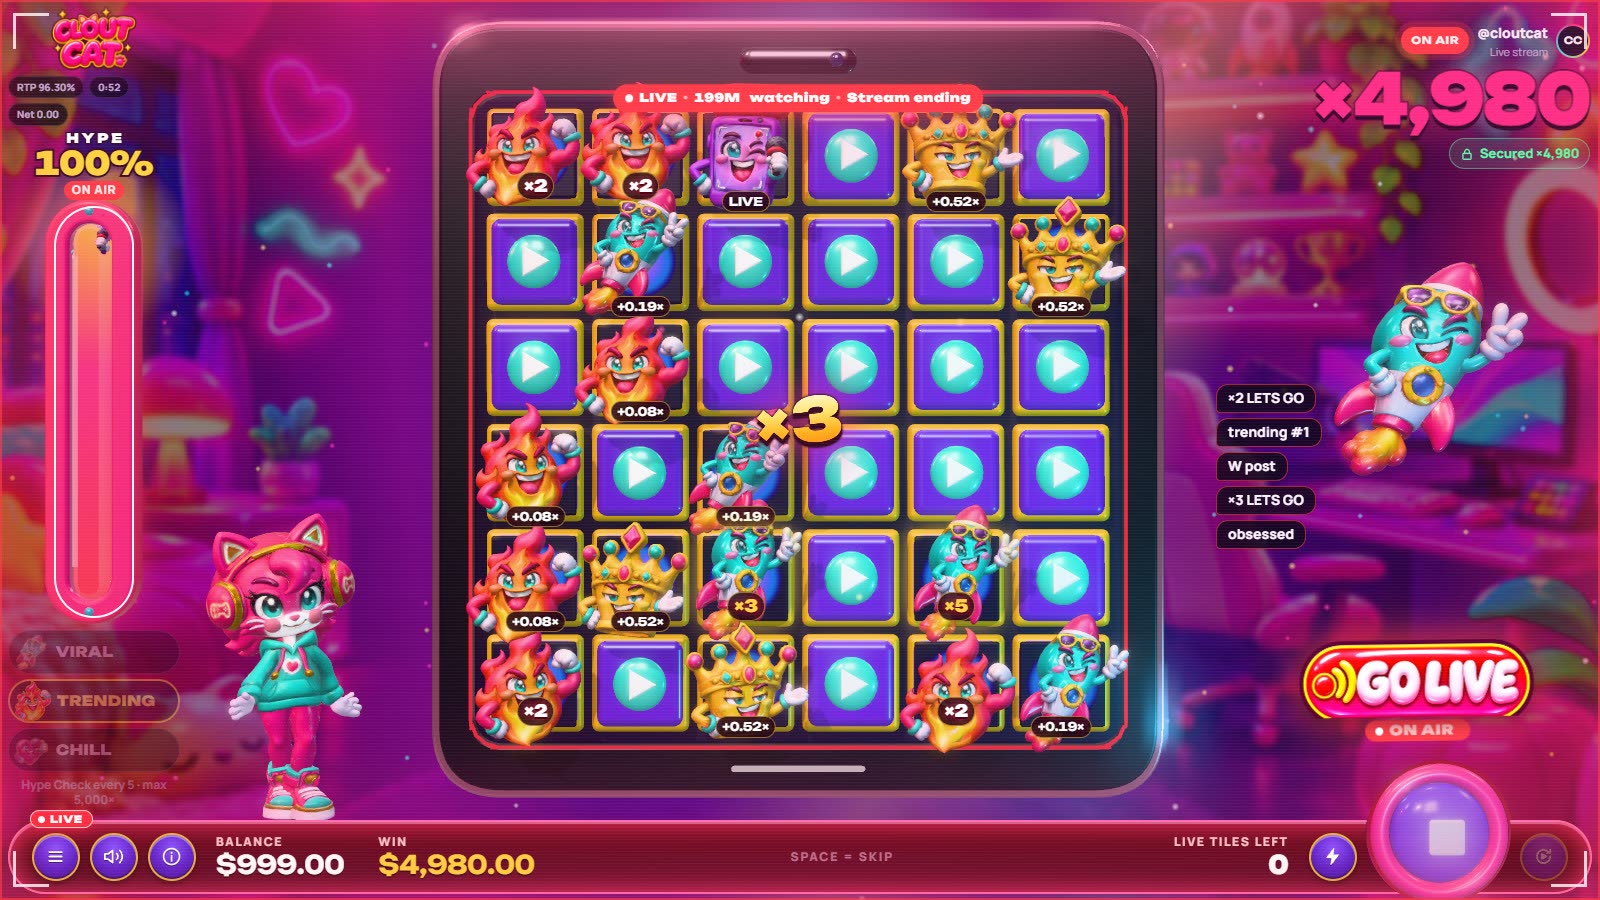 CLOUT
CAT
RTP 96.30%
0:52
Net 0.00
HYPE
100%
ON AIR
VIRAL
TRENDING
CHILL
Hype Check every 5 · max
5,000×
LIVE
BALANCE
$999.00
WIN
$4,980.00
SPACE = SKIP
LIVE TILES LEFT
0
LIVE · 199M watching · Stream ending
×2
×2
LIVE
+0.52×
+0.19×
+0.52×
+0.08×
×3
+0.08×
+0.19×
+0.08×
+0.52×
×3
×5
×2
+0.52×
×2
+0.19×
ON AIR
@cloutcat
Live stream
CC
×4,980
Secured ×4,980
×2 LETS GO
trending #1
W post
×3 LETS GO
obsessed
GO LIVE
ON AIR